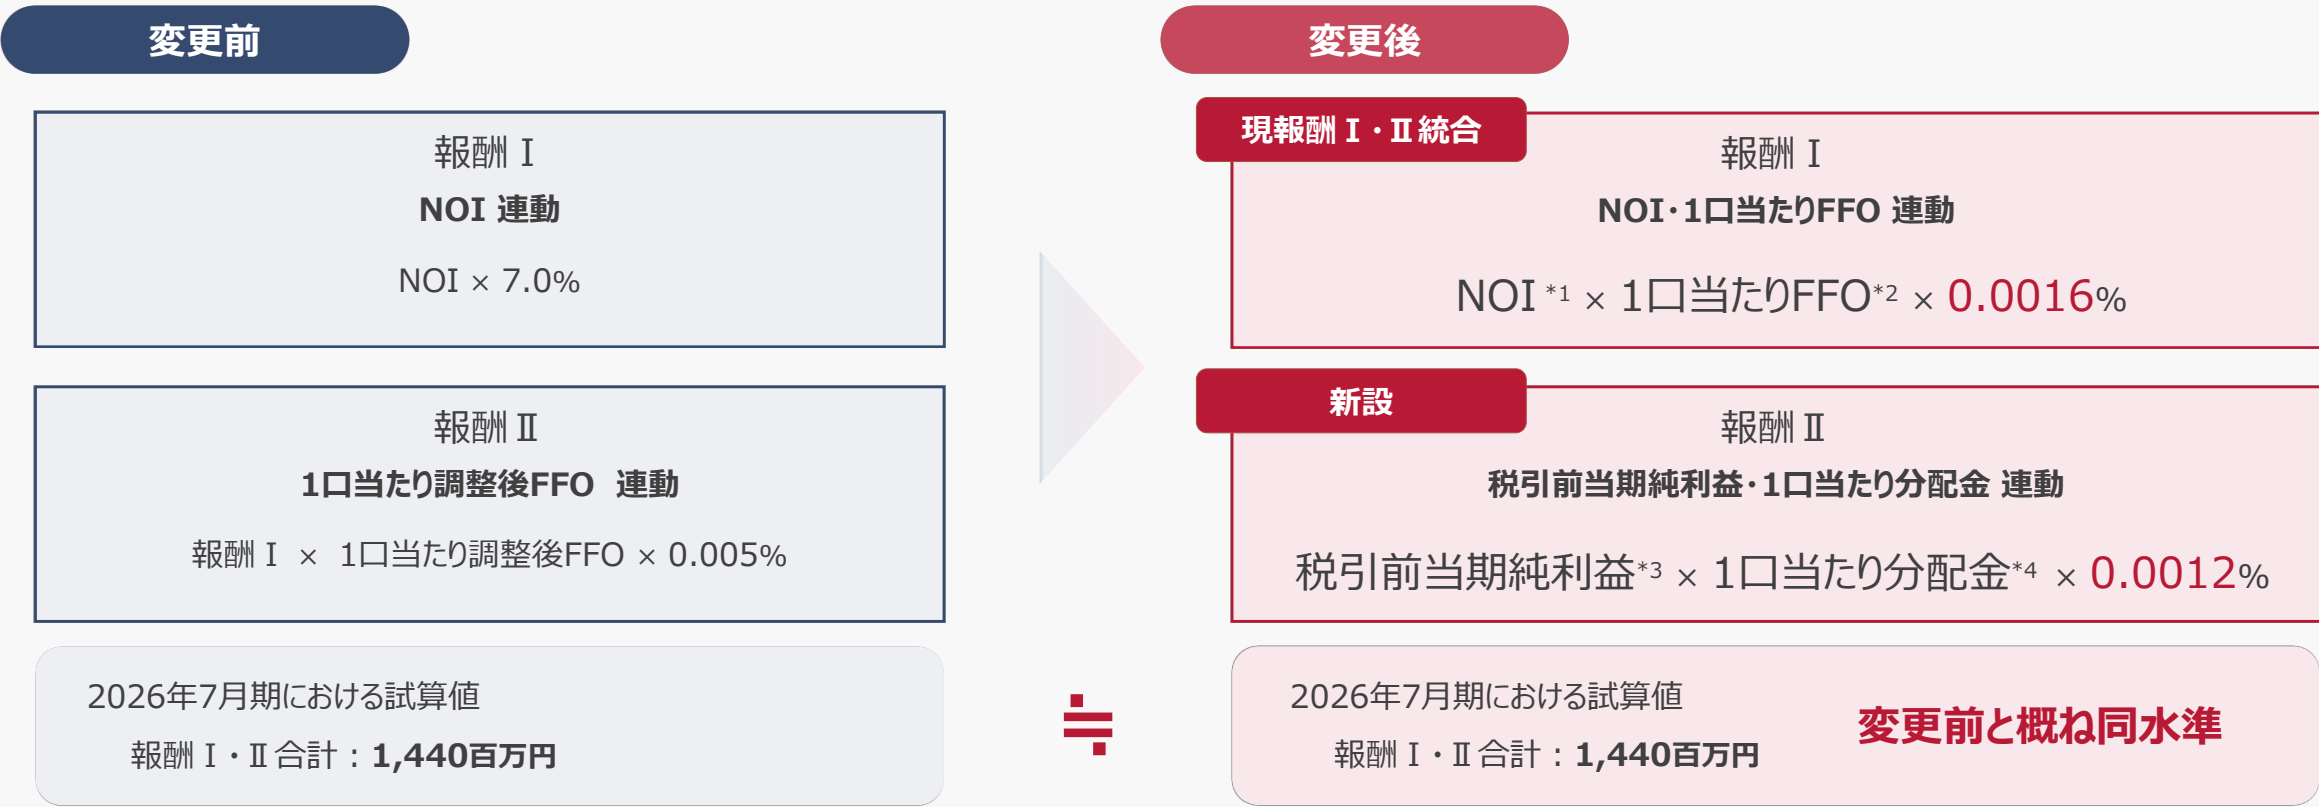 変更前
報酬Ⅰ
NOI 連動
NOI × 7.0%
報酬Ⅱ
1口当たり調整後FFO 連動
報酬Ⅰ × 1口当たり調整後FFO × 0.005%
2026年7月期における試算値
報酬Ⅰ・Ⅱ合計：1,440百万円
≒
変更後
現報酬Ⅰ・Ⅱ統合
報酬Ⅰ
NOI・1口当たりFFO 連動
NOI *1 × 1口当たりFFO*2 × 0.0016%
新設
報酬Ⅱ
税引前当期純利益・1口当たり分配金 連動
税引前当期純利益*3 × 1口当たり分配金*4 × 0.0012%
2026年7月期における試算値
報酬Ⅰ・Ⅱ合計：1,440百万円
変更前と概ね同水準